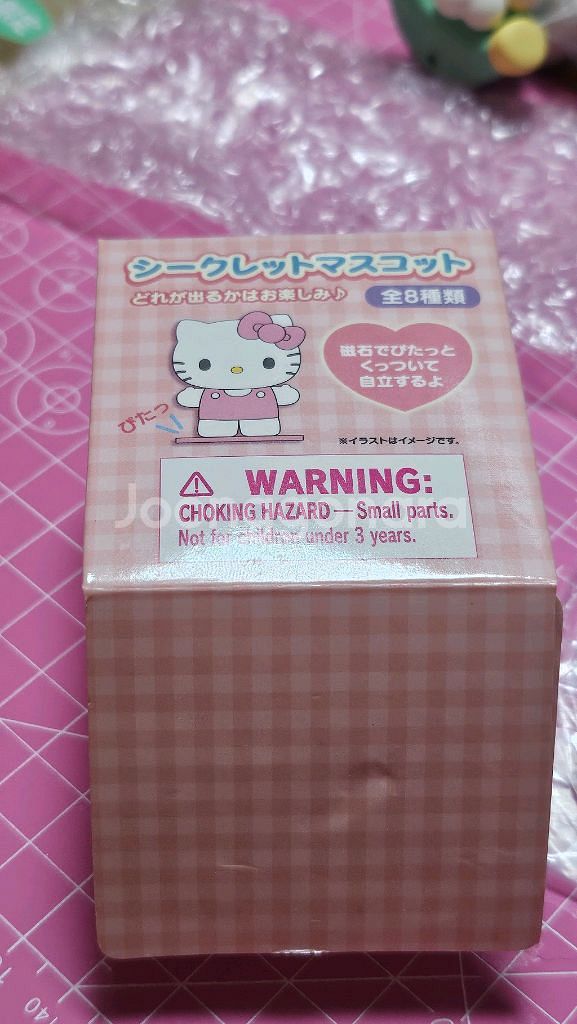 シークレットマスコット
どれが出るかはお楽しみ♪
全8種類
磁石でぴたっと
くっついて
自立するよ
ぴたっ
※イラストはイメージです。
WARNING:
CHOKING HAZARD — Small parts.
Not for children under 3 years.
40